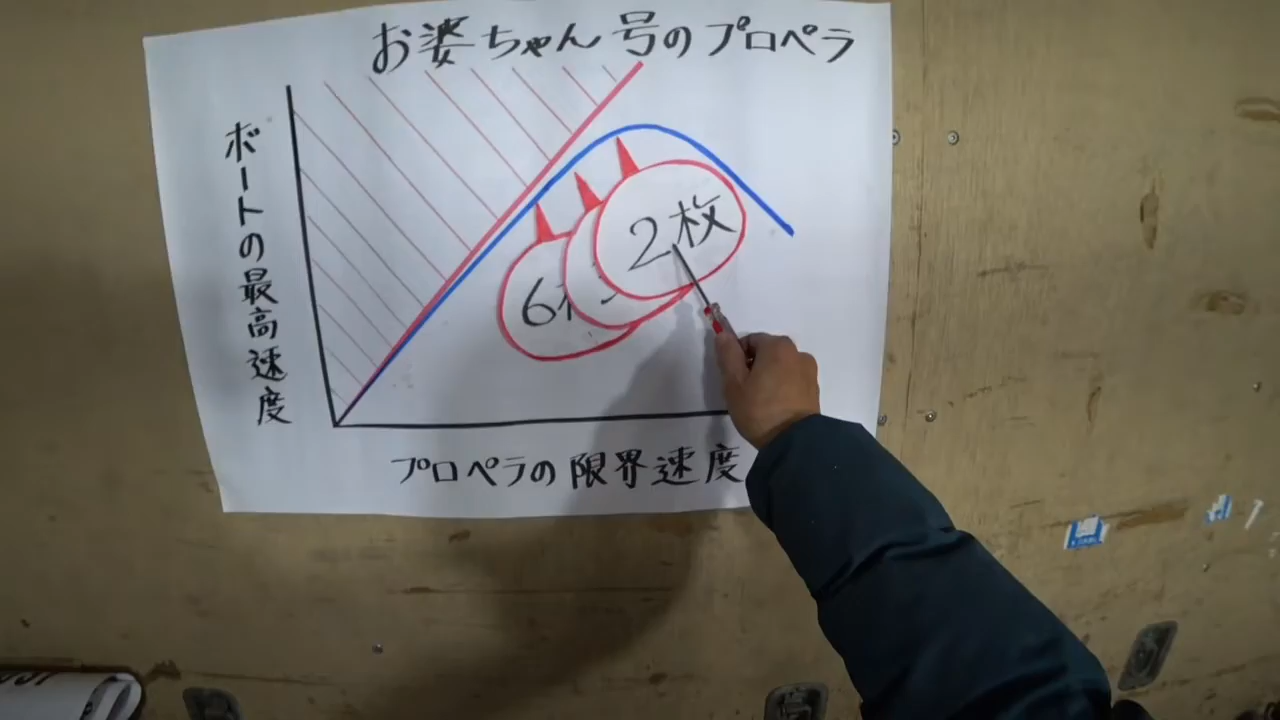 お婆ちゃん号のプロペラ
ボートの最高速度
2枚
6
プロペラの限界速度